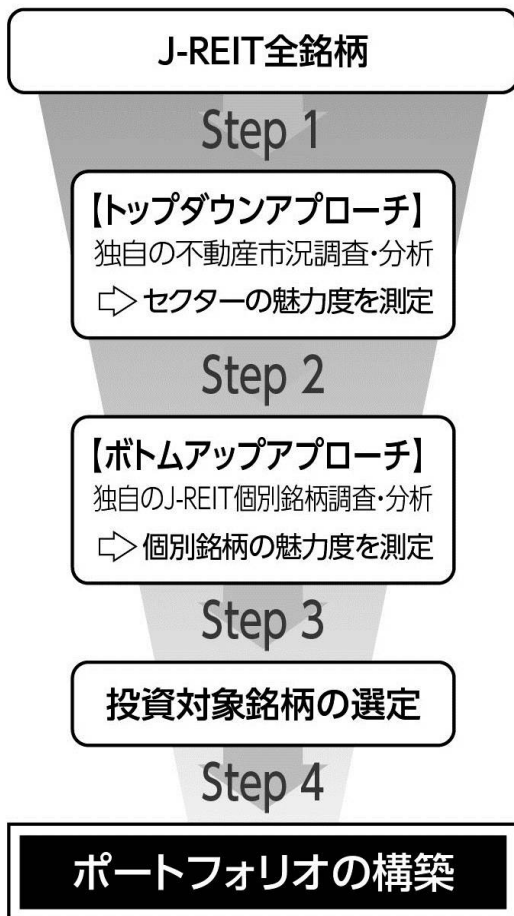 J-REIT全銘柄
Step 1
【トップダウンアプローチ】
独自の不動産市況調査・分析
⇨セクターの魅力度を測定
Step 2
【ボトムアップアプローチ】
独自のJ-REIT個別銘柄調査・分析
⇨個別銘柄の魅力度を測定
Step 3
投資対象銘柄の選定
Step 4
ポートフォリオの構築